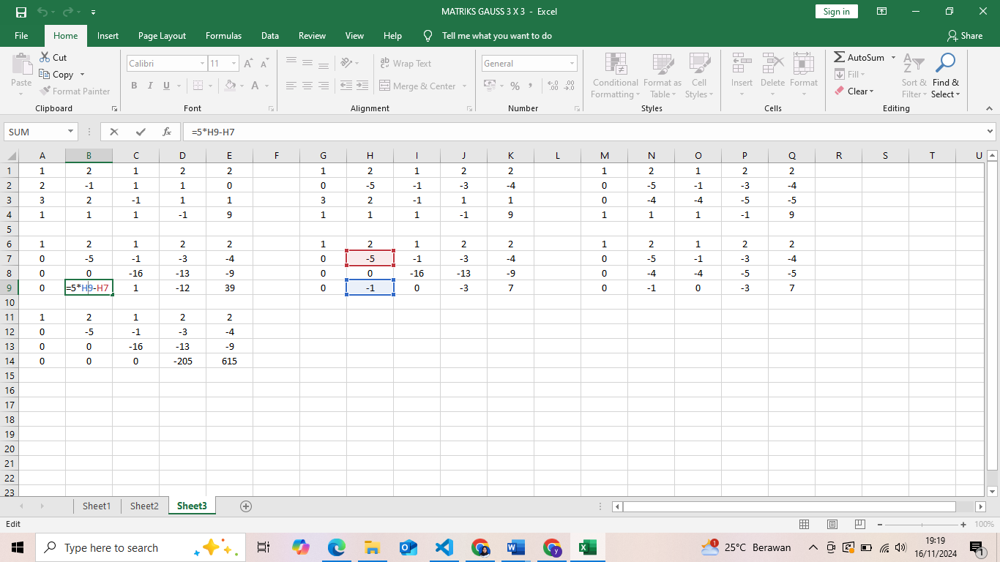 MATRIKS GAUSS 3 X 3 - Excel
Sign in
File Home Insert Page Layout Formulas Data Review View Help Tell me what you want to do Share
Paste
Cut
Copy
Format Painter
Clipboard
Calibri 11
B I U A
Font
ab Wrap Text
Merge & Center
Alignment
General
% ,
Number
Conditional Formatting
Format as Table
Cell Styles
Styles
Insert Delete Format
Cells
AutoSum
Fill
Clear
Sort & Filter
Find & Select
Editing
SUM fx =5*H9-H7
A B C D E F G H I J K L M N O P Q R S T U
1 1 2 1 2 2 1 2 1 2 2 1 2 1 2 2
2 2 -1 1 1 0 0 -5 -1 -3 -4 0 -5 -1 -3 -4
3 3 2 -1 1 1 3 2 -1 1 1 0 -4 -4 -5 -5
4 1 1 1 -1 9 1 1 1 -1 9 1 1 1 -1 9
5
6 1 2 1 2 2 1 2 1 2 2 1 2 1 2 2
7 0 -5 -1 -3 -4 0 -5 -1 -3 -4 0 -5 -1 -3 -4
8 0 0 -16 -13 -9 0 0 -16 -13 -9 0 -4 -4 -5 -5
9 0 =5*H9-H7 1 -12 39 0 -1 0 -3 7 0 -1 0 -3 7
10
11 1 2 1 2 2
12 0 -5 -1 -3 -4
13 0 0 -16 -13 -9
14 0 0 0 -205 615
15
16
17
18
19
20
21
22
23
Sheet1 Sheet2 Sheet3
Edit 100%
Type here to search
25°C Berawan
19:19
16/11/2024